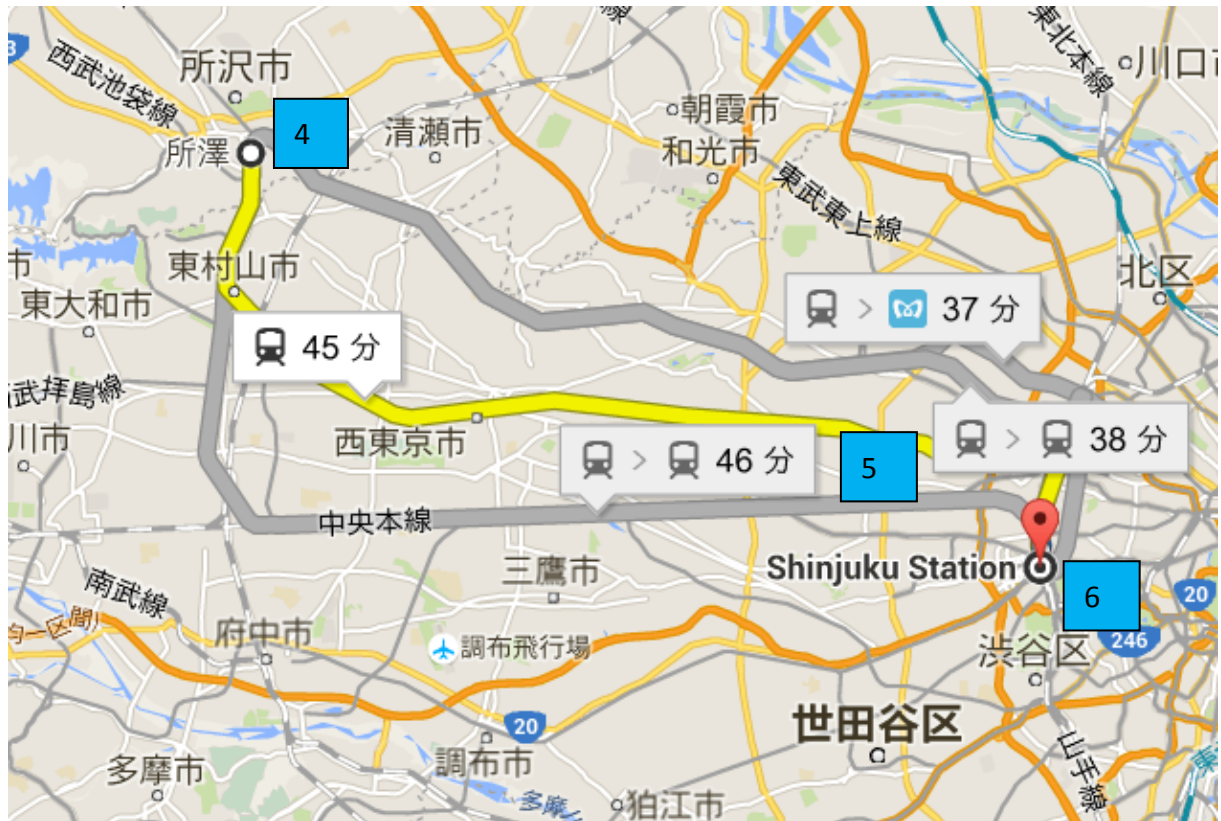 東北本線
川口
所沢市
西武池袋線
4
朝霞市
清瀬市
所澤
和光市
東武東上線
市
東村山市
北区
東大和市
> 37 分
45 分
武拝島線
川市
西東京市
> 38 分
> 46 分
5
中央本線
Shinjuku Station
三鷹市
南武線
6
20
府中市
246
調布飛行場
渋谷区
20
世田谷区
調布市
多摩市
山手線
狛江市